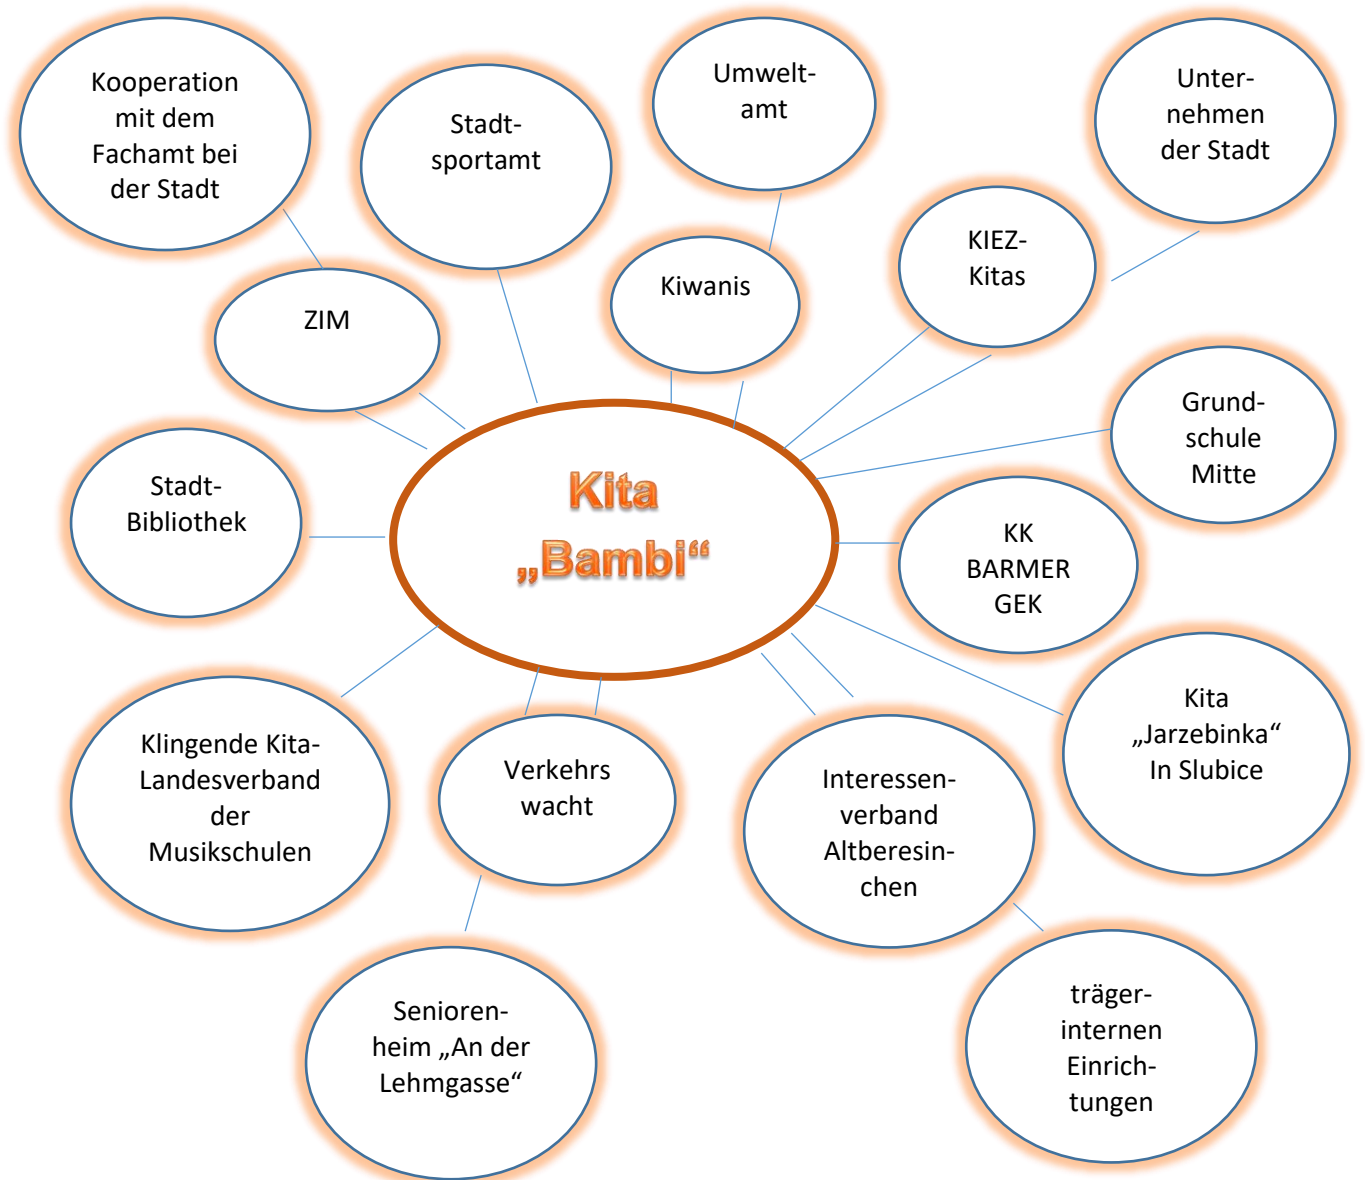 Kooperation
mit dem
Fachamt bei
der Stadt
Stadt-
sportamt
Umwelt-
amt
Unter-
nehmen
der Stadt
ZIM
Kiwanis
KIEZ-
Kitas
Grund-
schule
Mitte
Stadt-
Bibliothek
Kita
„Bambi“
KK
BARMER
GEK
Klingende Kita-
Landesverband
der
Musikschulen
Verkehrs
wacht
Interessen-
verband
Altberesin-
chen
Kita
„Jarzebinka“
In Slubice
Senioren-
heim „An der
Lehmgasse“
träger-
internen
Einrich-
tungen